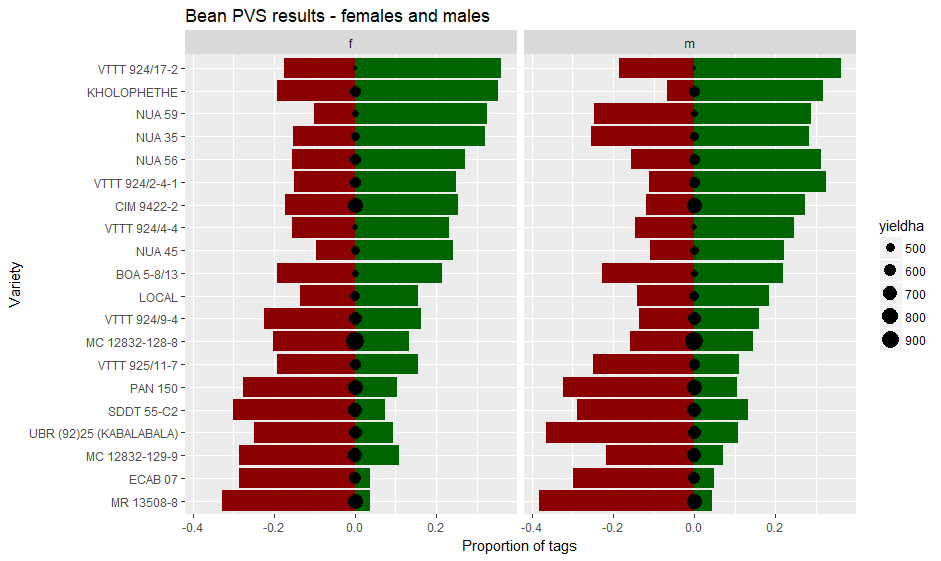 Bean PVS results - females and males
f
m
VTTT 924/17-2
KHOLOPHETHE
NUA 59
NUA 35
NUA 56
VTTT 924/2-4-1
CIM 9422-2
VTTT 924/4-4
NUA 45
BOA 5-8/13
LOCAL
VTTT 924/9-4
MC 12832-128-8
VTTT 925/11-7
PAN 150
SDDT 55-C2
UBR (92)25 (KABALABALA)
MC 12832-129-9
ECAB 07
MR 13508-8
Variety
-0.4 -0.2 0.0 0.2
-0.4 -0.2 0.0 0.2
Proportion of tags
yieldha
500
600
700
800
900